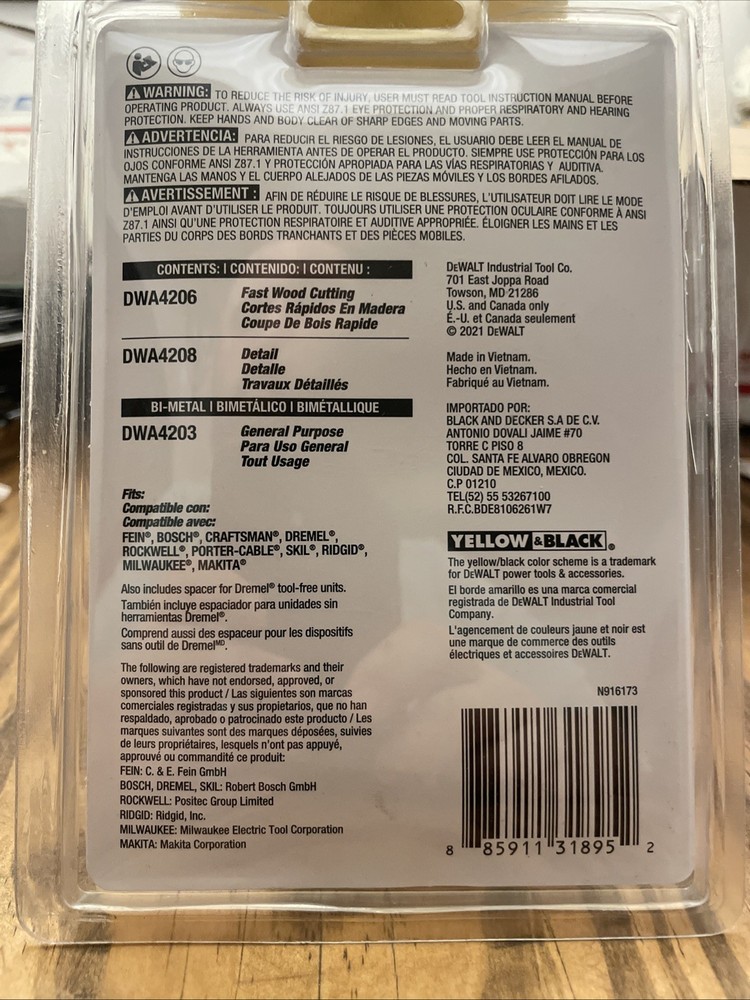 ⚠ WARNING: TO REDUCE THE RISK OF INJURY, USER MUST READ TOOL INSTRUCTION MANUAL BEFORE
OPERATING PRODUCT. ALWAYS USE ANSI Z87.1 EYE PROTECTION AND PROPER RESPIRATORY AND HEARING
PROTECTION. KEEP HANDS AND BODY CLEAR OF SHARP EDGES AND MOVING PARTS.
⚠ ADVERTENCIA: PARA REDUCIR EL RIESGO DE LESIONES, EL USUARIO DEBE LEER EL MANUAL DE
INSTRUCCIONES DE LA HERRAMIENTA ANTES DE OPERAR EL PRODUCTO. SIEMPRE USE PROTECCIÓN PARA LOS
OJOS CONFORME ANSI Z87.1 Y PROTECCIÓN APROPIADA PARA LAS VÍAS RESPIRATORIAS Y AUDITIVA.
MANTENGA LAS MANOS Y EL CUERPO ALEJADOS DE LAS PIEZAS MÓVILES Y LOS BORDES AFILADOS.
⚠ AVERTISSEMENT : AFIN DE RÉDUIRE LE RISQUE DE BLESSURES, L'UTILISATEUR DOIT LIRE LE MODE
D'EMPLOI AVANT D'UTILISER LE PRODUIT. TOUJOURS UTILISER UNE PROTECTION OCULAIRE CONFORME À ANSI
Z87.1 AINSI QU'UNE PROTECTION RESPIRATOIRE ET AUDITIVE APPROPRIÉE. ÉLOIGNER LES MAINS ET LES
PARTIES DU CORPS DES BORDS TRANCHANTS ET DES PIÈCES MOBILES.
CONTENTS: I CONTENIDO: I CONTENU :
DWA4206 Fast Wood Cutting
Cortes Rápidos En Madera
Coupe De Bois Rapide
DWA4208 Detail
Detalle
Travaux Détaillés
BI-METAL I BIMETÁLICO I BIMÉTALLIQUE
DWA4203 General Purpose
Para Uso General
Tout Usage
Fits:
Compatible con:
Compatible avec:
FEIN®, BOSCH®, CRAFTSMAN®, DREMEL®,
ROCKWELL®, PORTER-CABLE®, SKIL®, RIDGID®,
MILWAUKEE®, MAKITA®
Also includes spacer for Dremel® tool-free units.
También incluye espaciador para unidades sin
herramientas Dremel®.
Comprend aussi des espaceur pour les dispositifs
sans outil de Dremelᴹᴰ.
The following are registered trademarks and their
owners, which have not endorsed, approved, or
sponsored this product / Las siguientes son marcas
comerciales registradas y sus propietarios, que no han
respaldado, aprobado o patrocinado este producto / Les
marques suivantes sont des marques déposées, suivies
de leurs propriétaires, lesquels n'ont pas appuyé,
approuvé ou commandité ce produit:
FEIN: C. & E. Fein GmbH
BOSCH, DREMEL, SKIL: Robert Bosch GmbH
ROCKWELL: Positec Group Limited
RIDGID: Ridgid, Inc.
MILWAUKEE: Milwaukee Electric Tool Corporation
MAKITA: Makita Corporation
DEWALT Industrial Tool Co.
701 East Joppa Road
Towson, MD 21286
U.S. and Canada only
É.-U. et Canada seulement
© 2021 DEWALT
Made in Vietnam.
Hecho en Vietnam.
Fabriqué au Vietnam.
IMPORTADO POR:
BLACK AND DECKER S.A DE C.V.
ANTONIO DOVALI JAIME #70
TORRE C PISO 8
COL. SANTA FE ALVARO OBREGON
CIUDAD DE MEXICO, MEXICO.
C.P 01210
TEL(52) 55 53267100
R.F.C.BDE8106261W7
YELLOW & BLACK®
The yellow/black color scheme is a trademark
for DEWALT power tools & accessories.
El borde amarillo es una marca comercial
registrada de DEWALT Industrial Tool
Company.
L'agencement de couleurs jaune et noir est
une marque de commerce des outils
électriques et accessoires DEWALT.
N916173
8 85911 31895 2